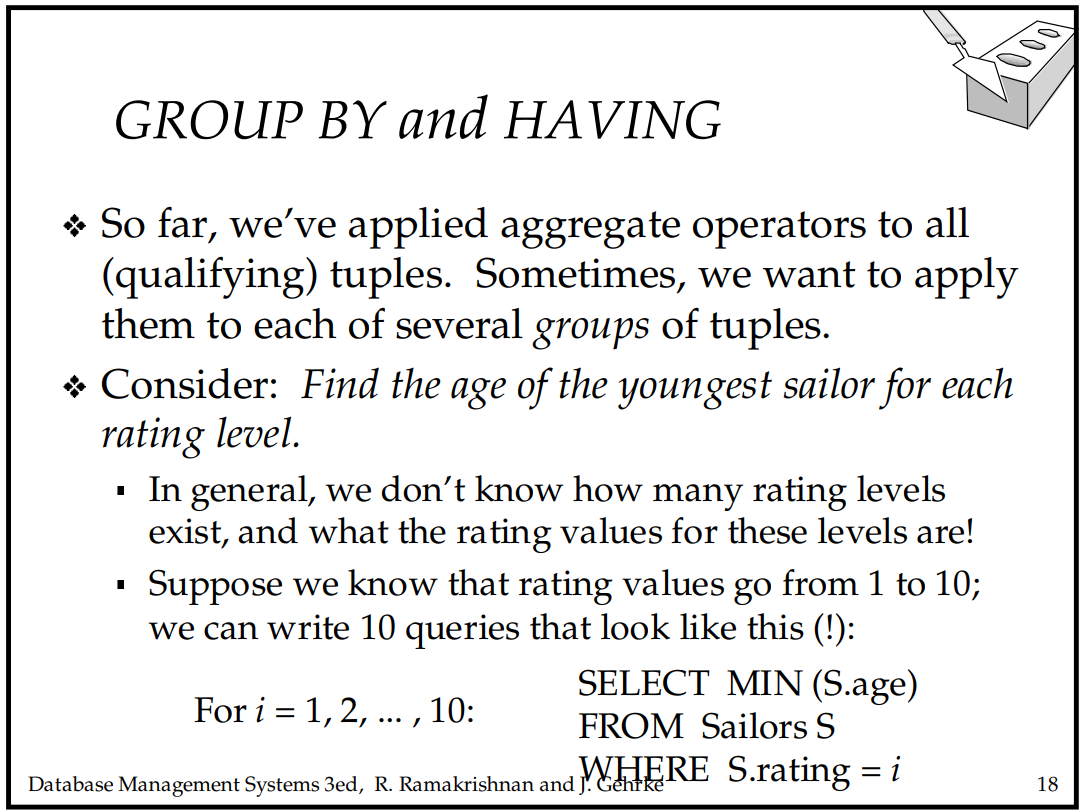 GROUP BY and HAVING
❖ So far, we’ve applied aggregate operators to all
(qualifying) tuples.  Sometimes, we want to apply
them to each of several groups of tuples.
❖ Consider:  Find the age of the youngest sailor for each
rating level.
▪ In general, we don’t know how many rating levels
exist, and what the rating values for these levels are!
▪ Suppose we know that rating values go from 1 to 10;
we can write 10 queries that look like this (!):
For i = 1, 2, ... , 10:
SELECT  MIN (S.age)
FROM  Sailors S
WHERE  S.rating = i
Database Management Systems 3ed,  R. Ramakrishnan and J. Gehrke
18